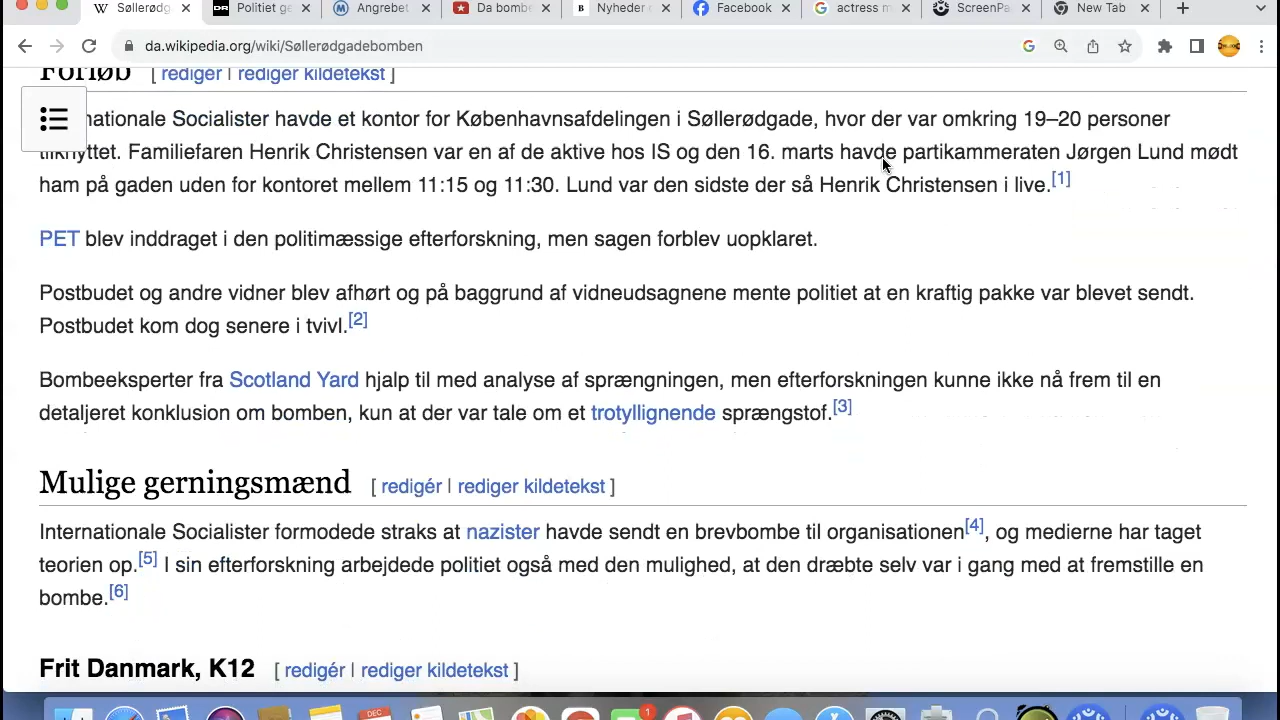 Søllerødg
Politiet ge
Angrebet
Da bomb
Nyheder
Facebook
actress m
ScreenPa
New Tab
da.wikipedia.org/wiki/Søllerødgadebomben
Forløb [ redigér | rediger kildetekst ]
nationale Socialister havde et kontor for Københavnsafdelingen i Søllerødgade, hvor der var omkring 19–20 personer
tilknyttet. Familiefaren Henrik Christensen var en af de aktive hos IS og den 16. marts havde partikammeraten Jørgen Lund mødt
ham på gaden uden for kontoret mellem 11:15 og 11:30. Lund var den sidste der så Henrik Christensen i live.[1]
PET blev inddraget i den politimæssige efterforskning, men sagen forblev uopklaret.
Postbudet og andre vidner blev afhørt og på baggrund af vidneudsagnene mente politiet at en kraftig pakke var blevet sendt.
Postbudet kom dog senere i tvivl.[2]
Bombeeksperter fra Scotland Yard hjalp til med analyse af sprængningen, men efterforskningen kunne ikke nå frem til en
detaljeret konklusion om bomben, kun at der var tale om et trotyllignende sprængstof.[3]
Mulige gerningsmænd [ redigér | rediger kildetekst ]
Internationale Socialister formodede straks at nazister havde sendt en brevbombe til organisationen[4], og medierne har taget
teorien op.[5] I sin efterforskning arbejdede politiet også med den mulighed, at den dræbte selv var i gang med at fremstille en
bombe.[6]
Frit Danmark, K12 [ redigér | rediger kildetekst ]
DEC
1